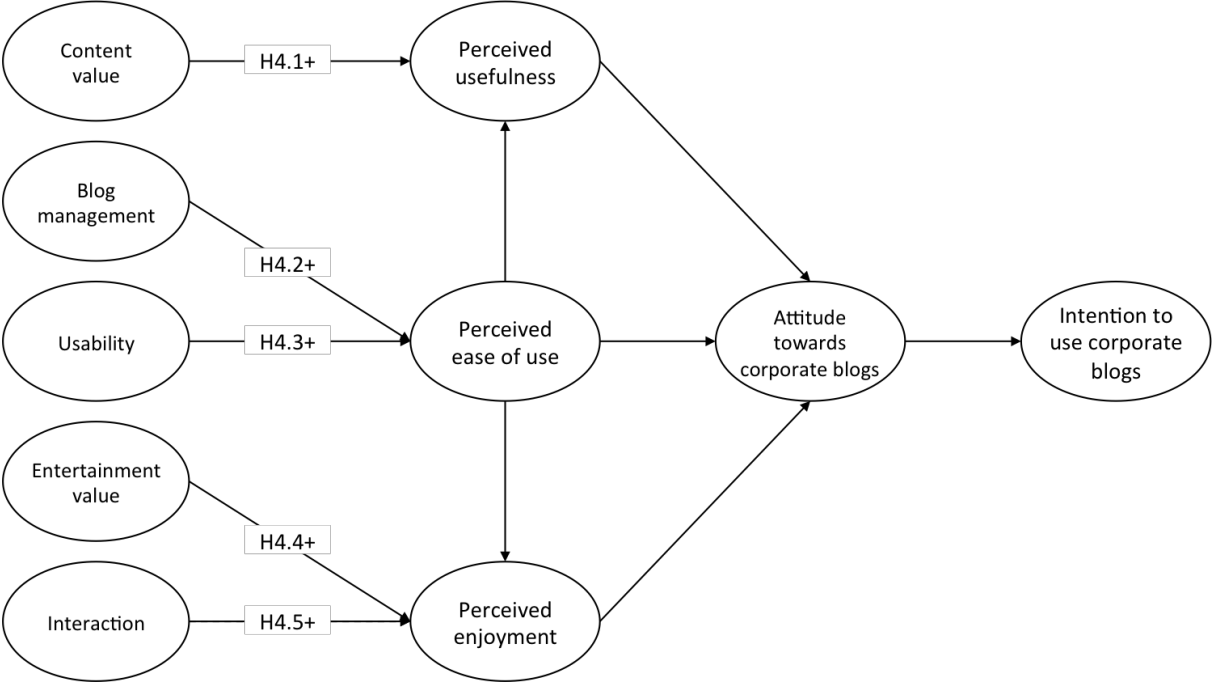 Content
value
H4.1+
Perceived
usefulness
Blog
management
H4.2+
Usability
H4.3+
Perceived
ease of use
Attitude
towards
corporate blogs
Intention to
use corporate
blogs
Entertainment
value
H4.4+
Interaction
H4.5+
Perceived
enjoyment